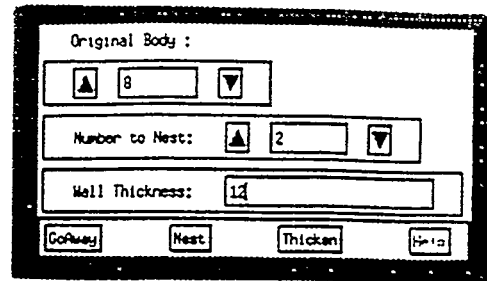 Original Body :
8
Number to Nest: 2
Wall Thickness: 12
GoAway Nest Thicken Help